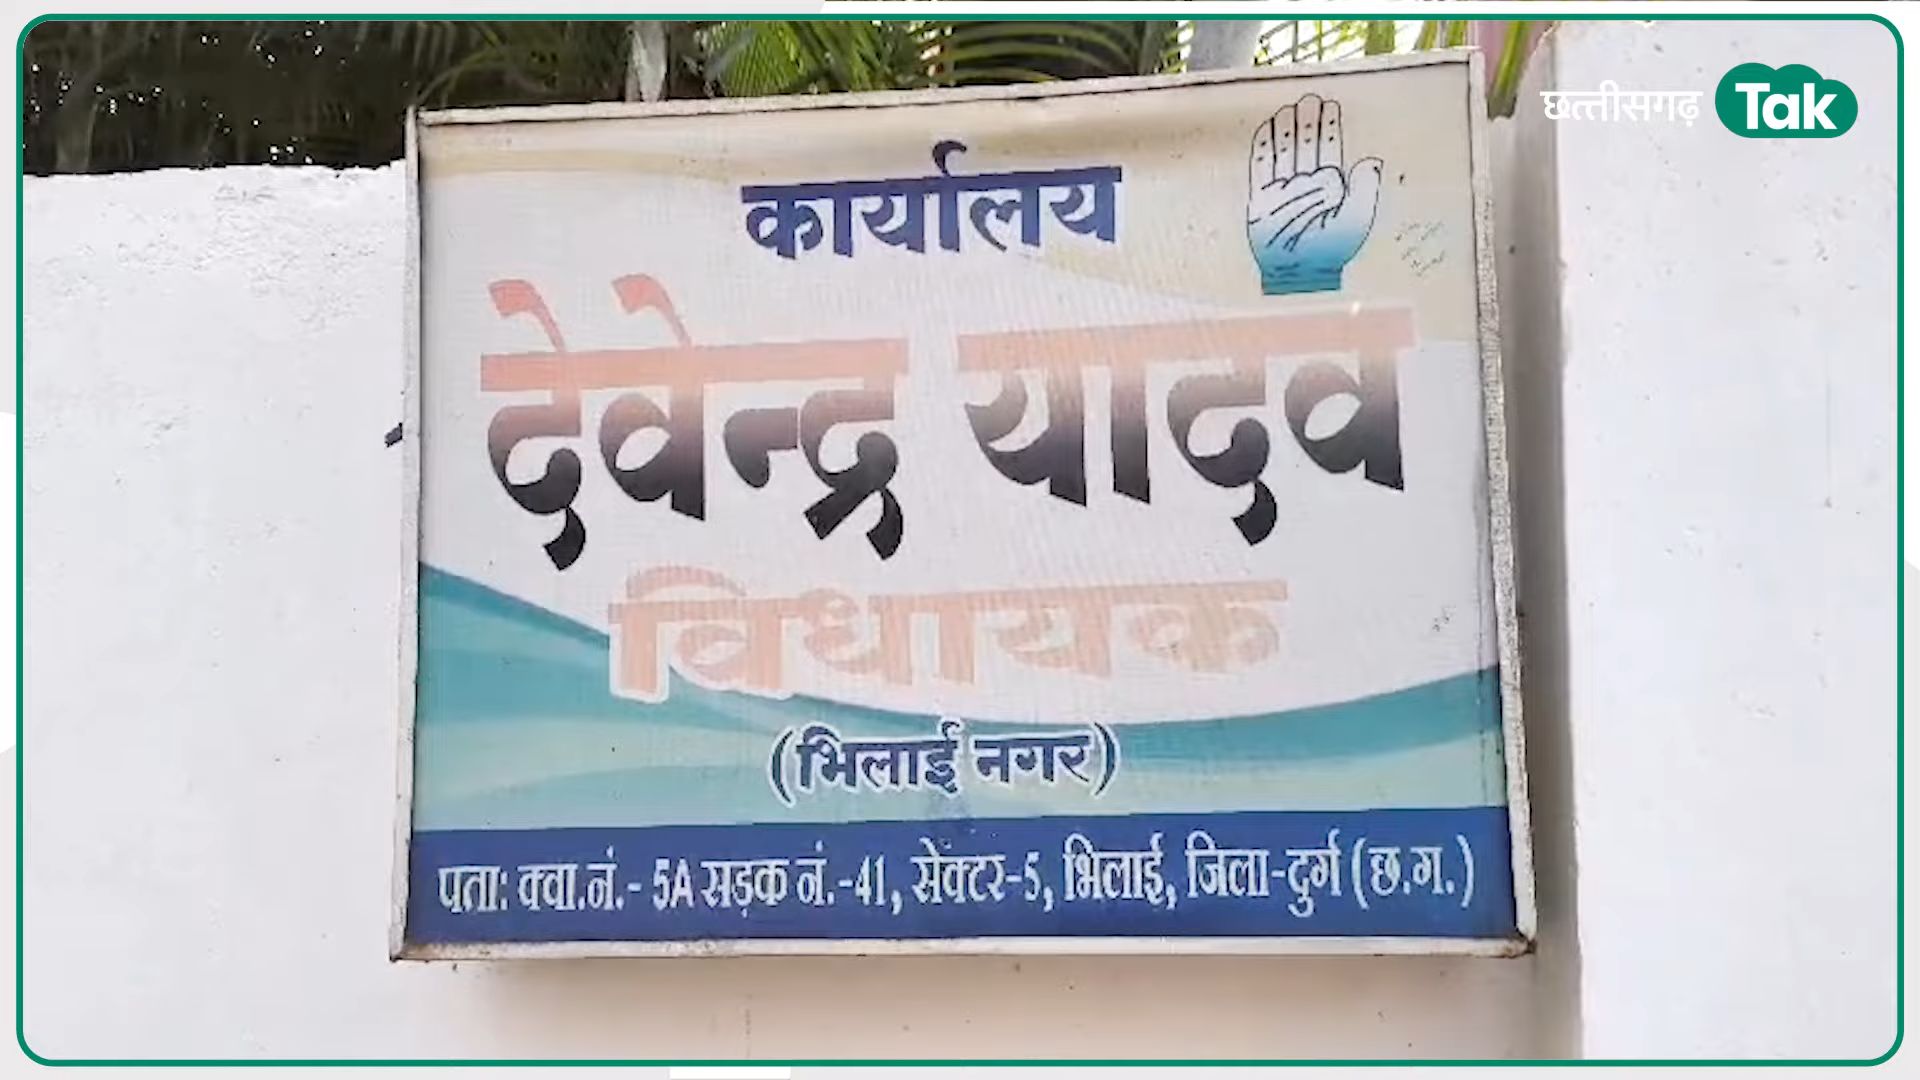 छत्तीसगढ़ Tak
कार्यालय
देवेन्द्र यादव
विधायक
(भिलाई नगर)
पता: क्वा.नं.- 5A सड़क नं.-41, सेक्टर-5, भिलाई, जिला-दुर्ग (छ.ग.)